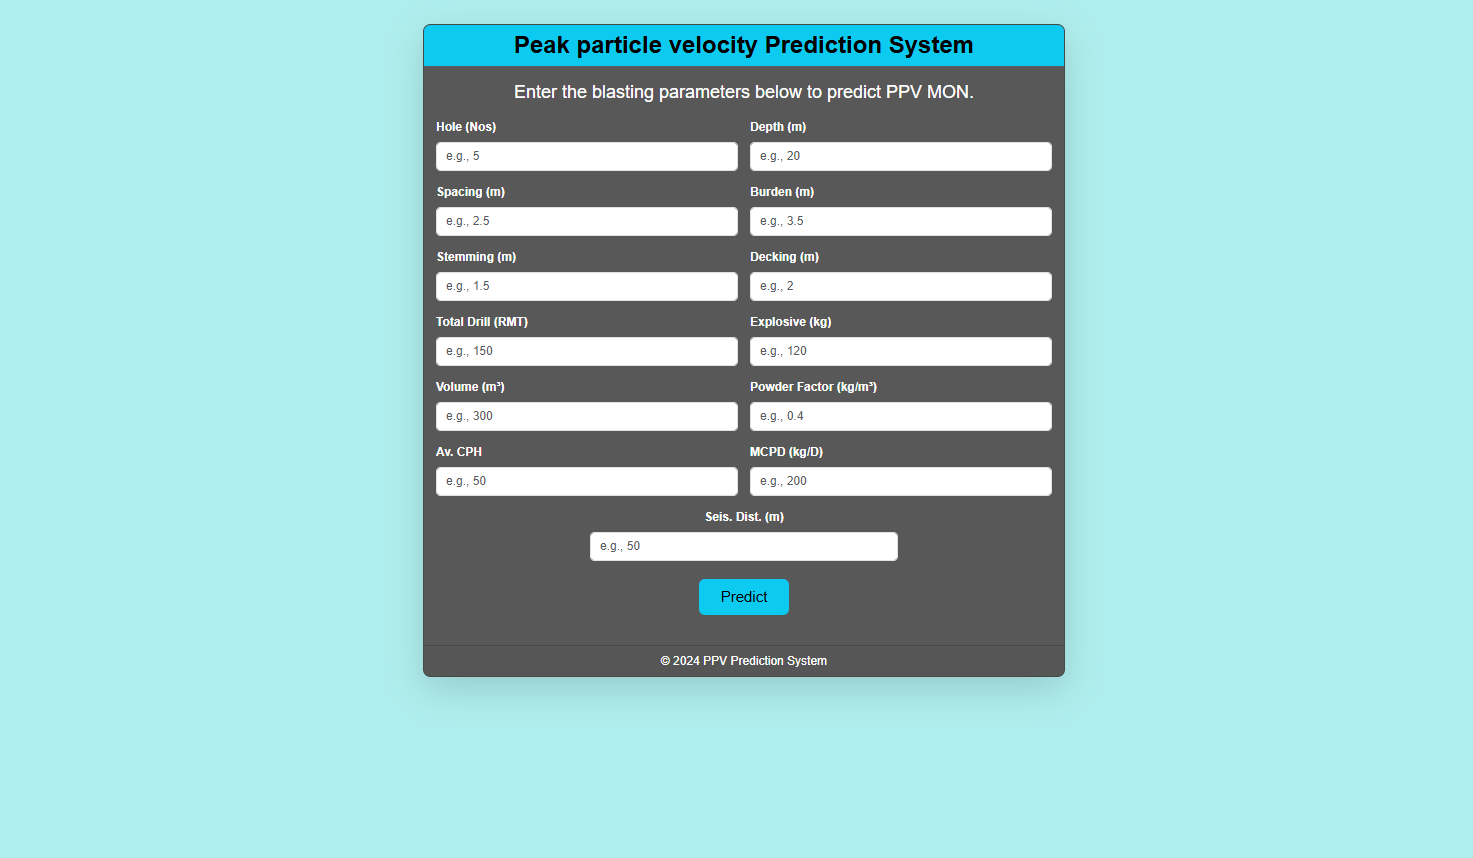 Peak particle velocity Prediction System
Enter the blasting parameters below to predict PPV MON.
Hole (Nos)
Depth (m)
e.g., 5
e.g., 20
Spacing (m)
Burden (m)
e.g., 2.5
e.g., 3.5
Stemming (m)
Decking (m)
e.g., 1.5
e.g., 2
Total Drill (RMT)
Explosive (kg)
e.g., 150
e.g., 120
Volume (m³)
Powder Factor (kg/m³)
e.g., 300
e.g., 0.4
Av. CPH
MCPD (kg/D)
e.g., 50
e.g., 200
Seis. Dist. (m)
e.g., 50
Predict
© 2024 PPV Prediction System